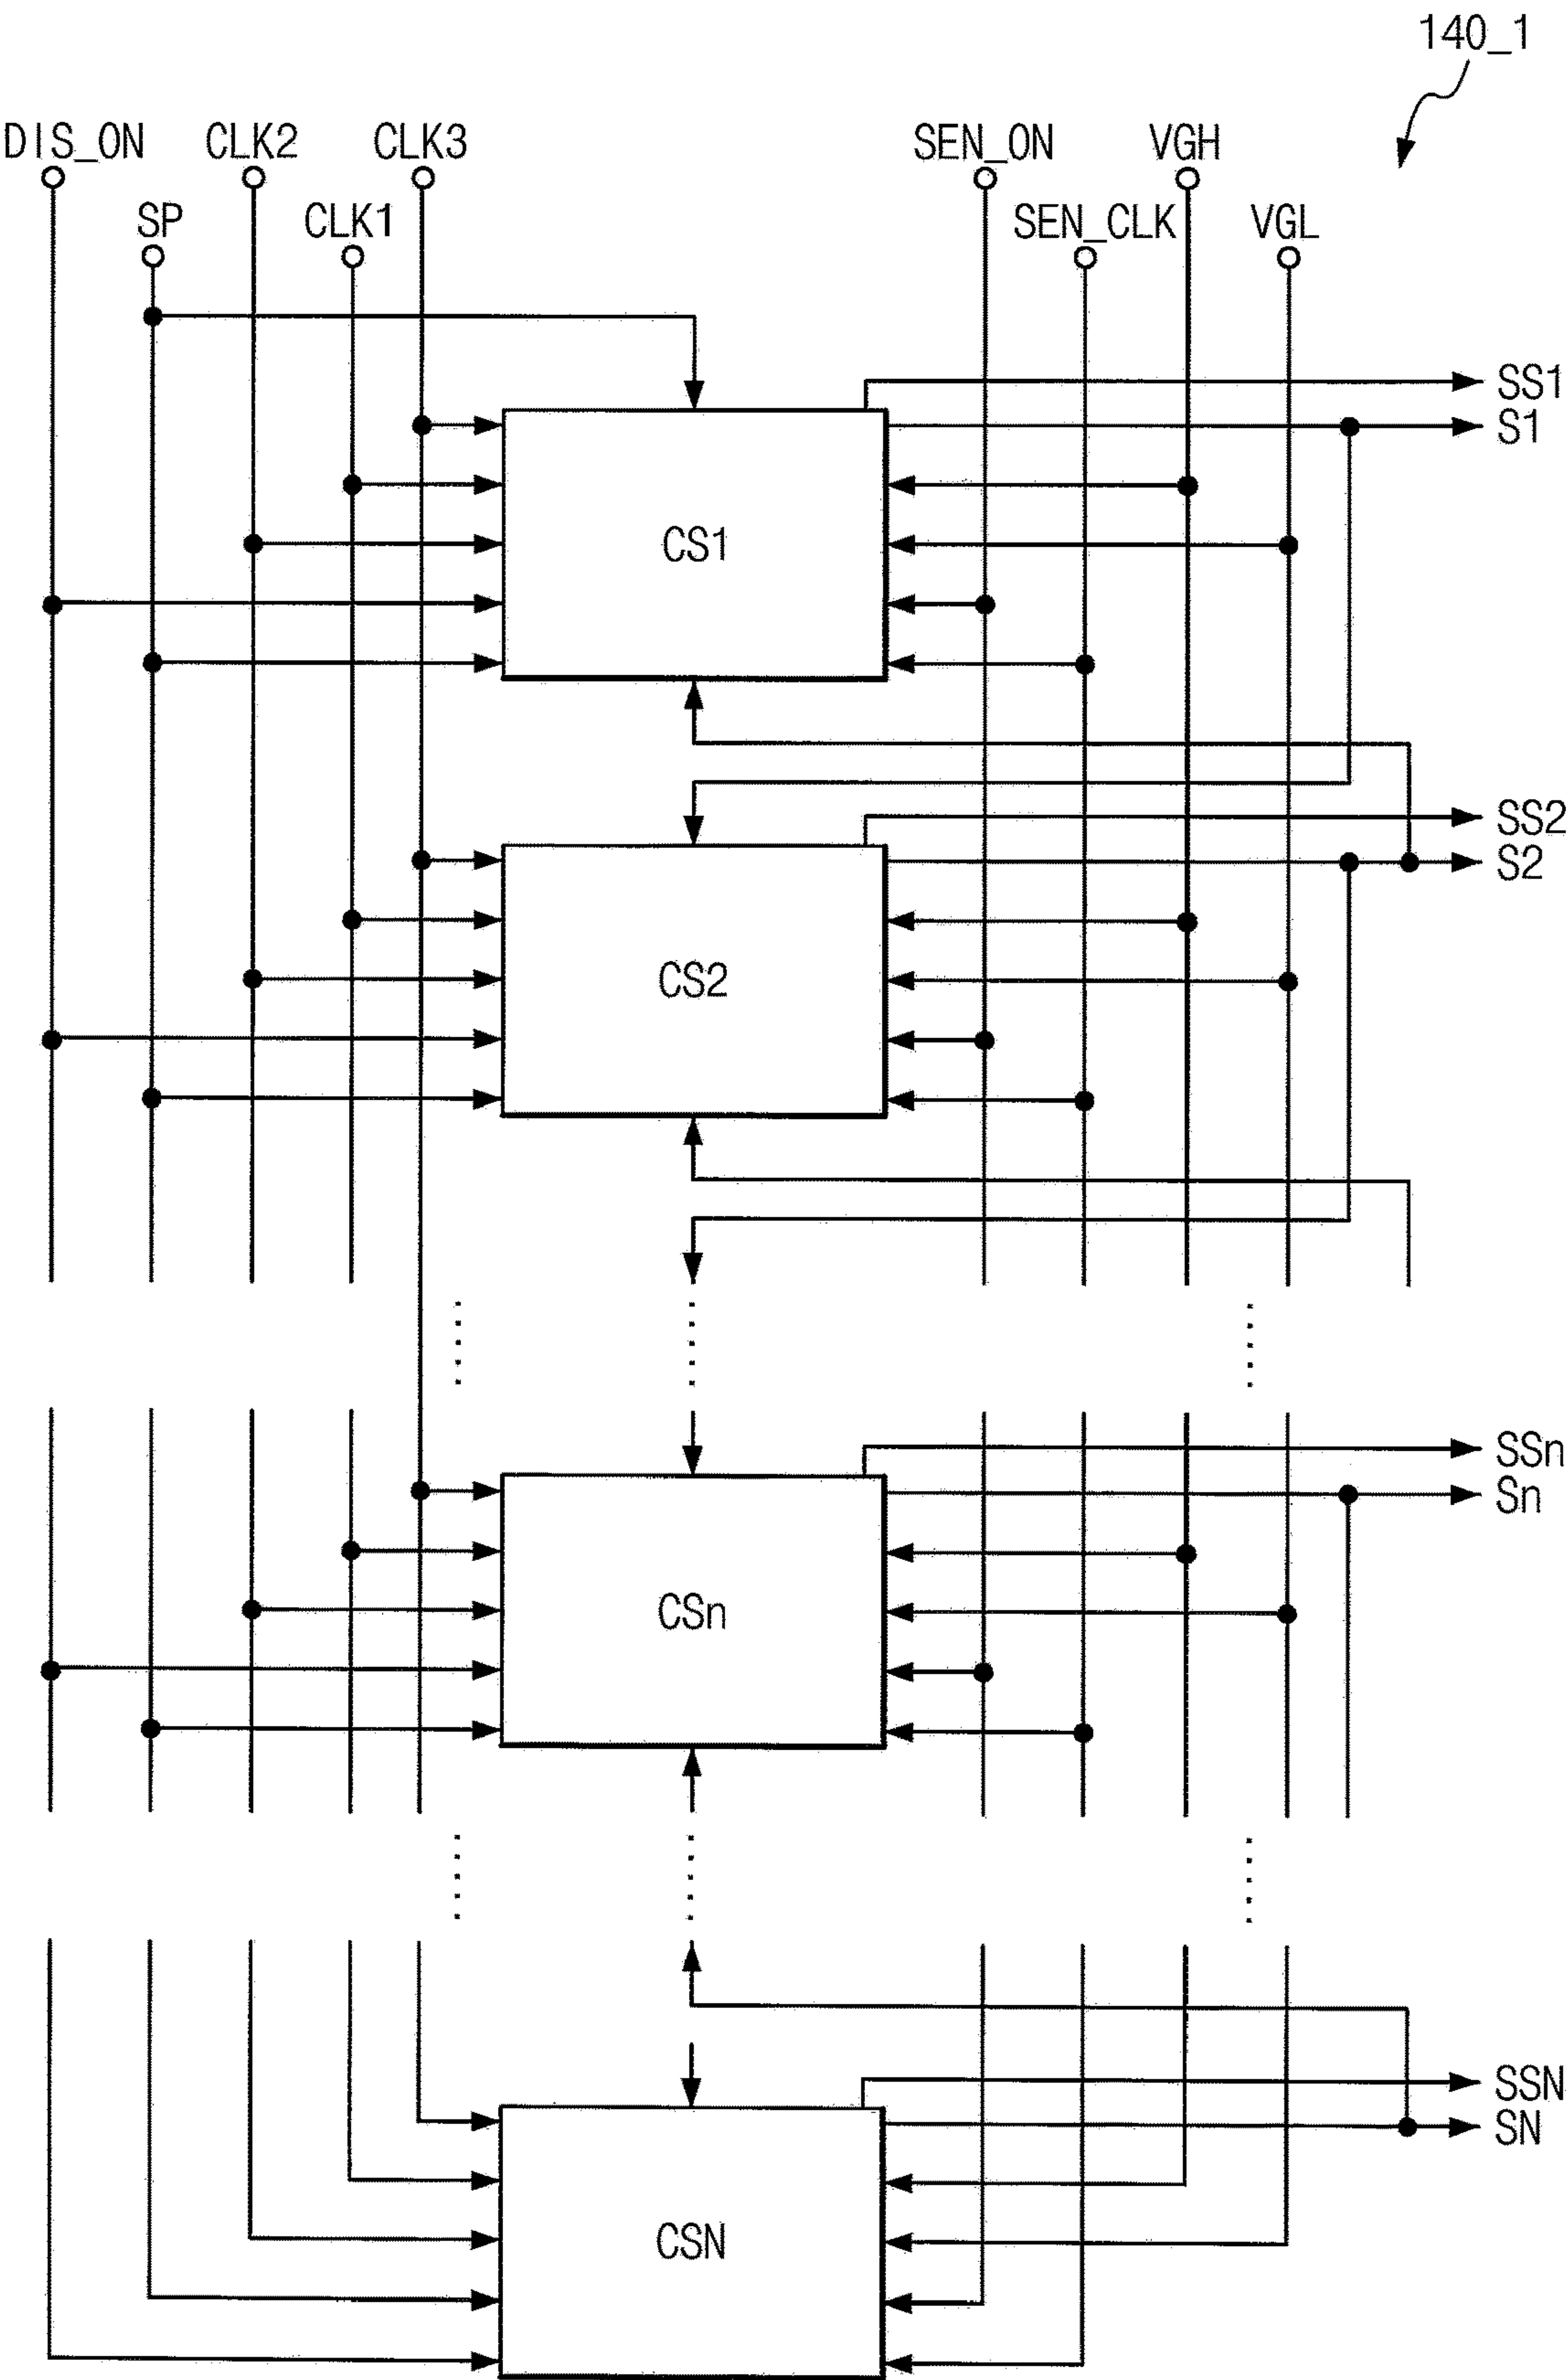 140_1
DIS_ON CLK2 CLK3 SEN_ON VGH
SP CLK1 SEN_CLK VGL
SS1
S1
CS1
SS2
S2
CS2
SSn
Sn
CSn
SSN
SN
CSN